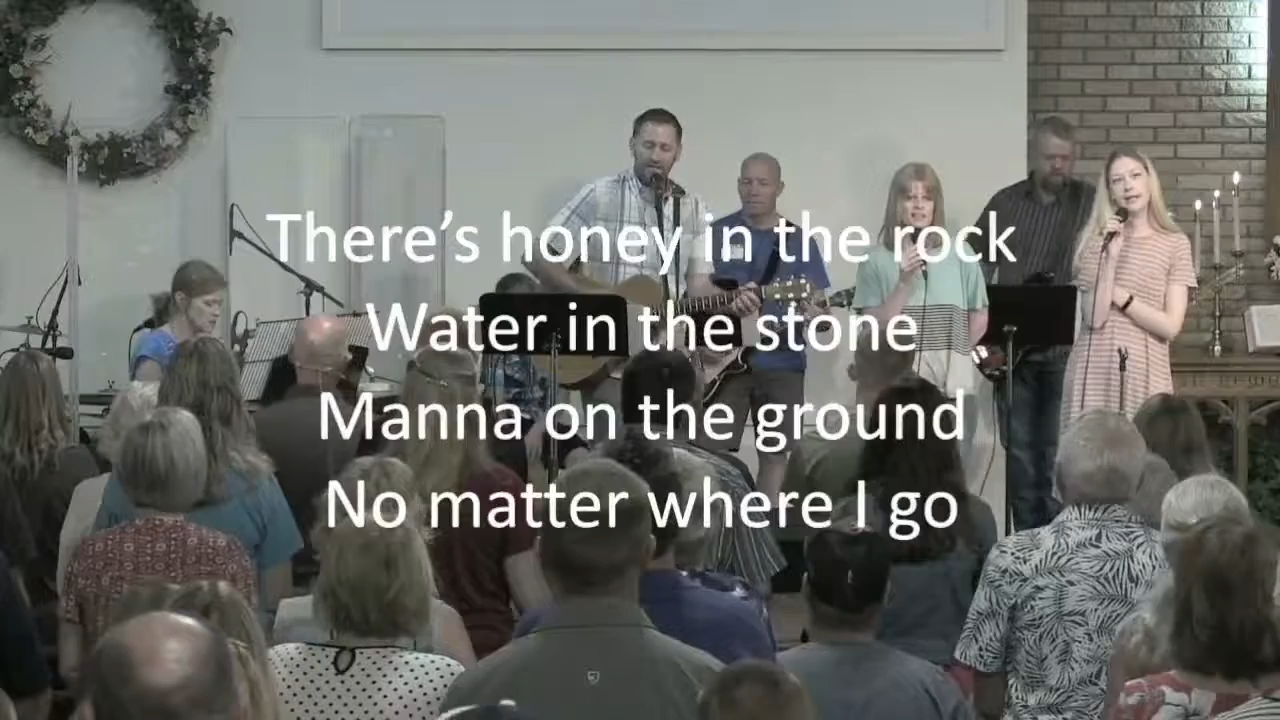 There’s honey in the rock
Water in the stone
Manna on the ground
No matter where I go